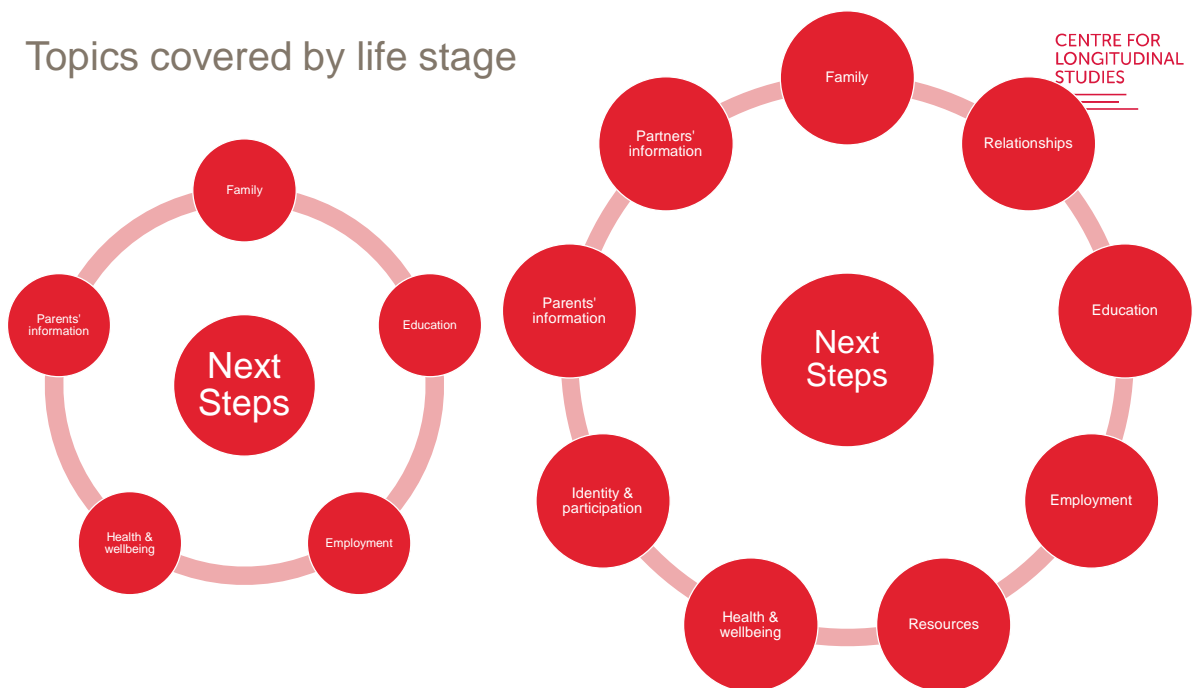 Topics covered by life stage
CENTRE FOR
LONGITUDINAL
STUDIES
Family
Education
Employment
Health &
wellbeing
Parents'
information
Next
Steps
Family
Relationships
Education
Employment
Resources
Health &
wellbeing
Identity &
participation
Parents'
information
Partners'
information
Next
Steps